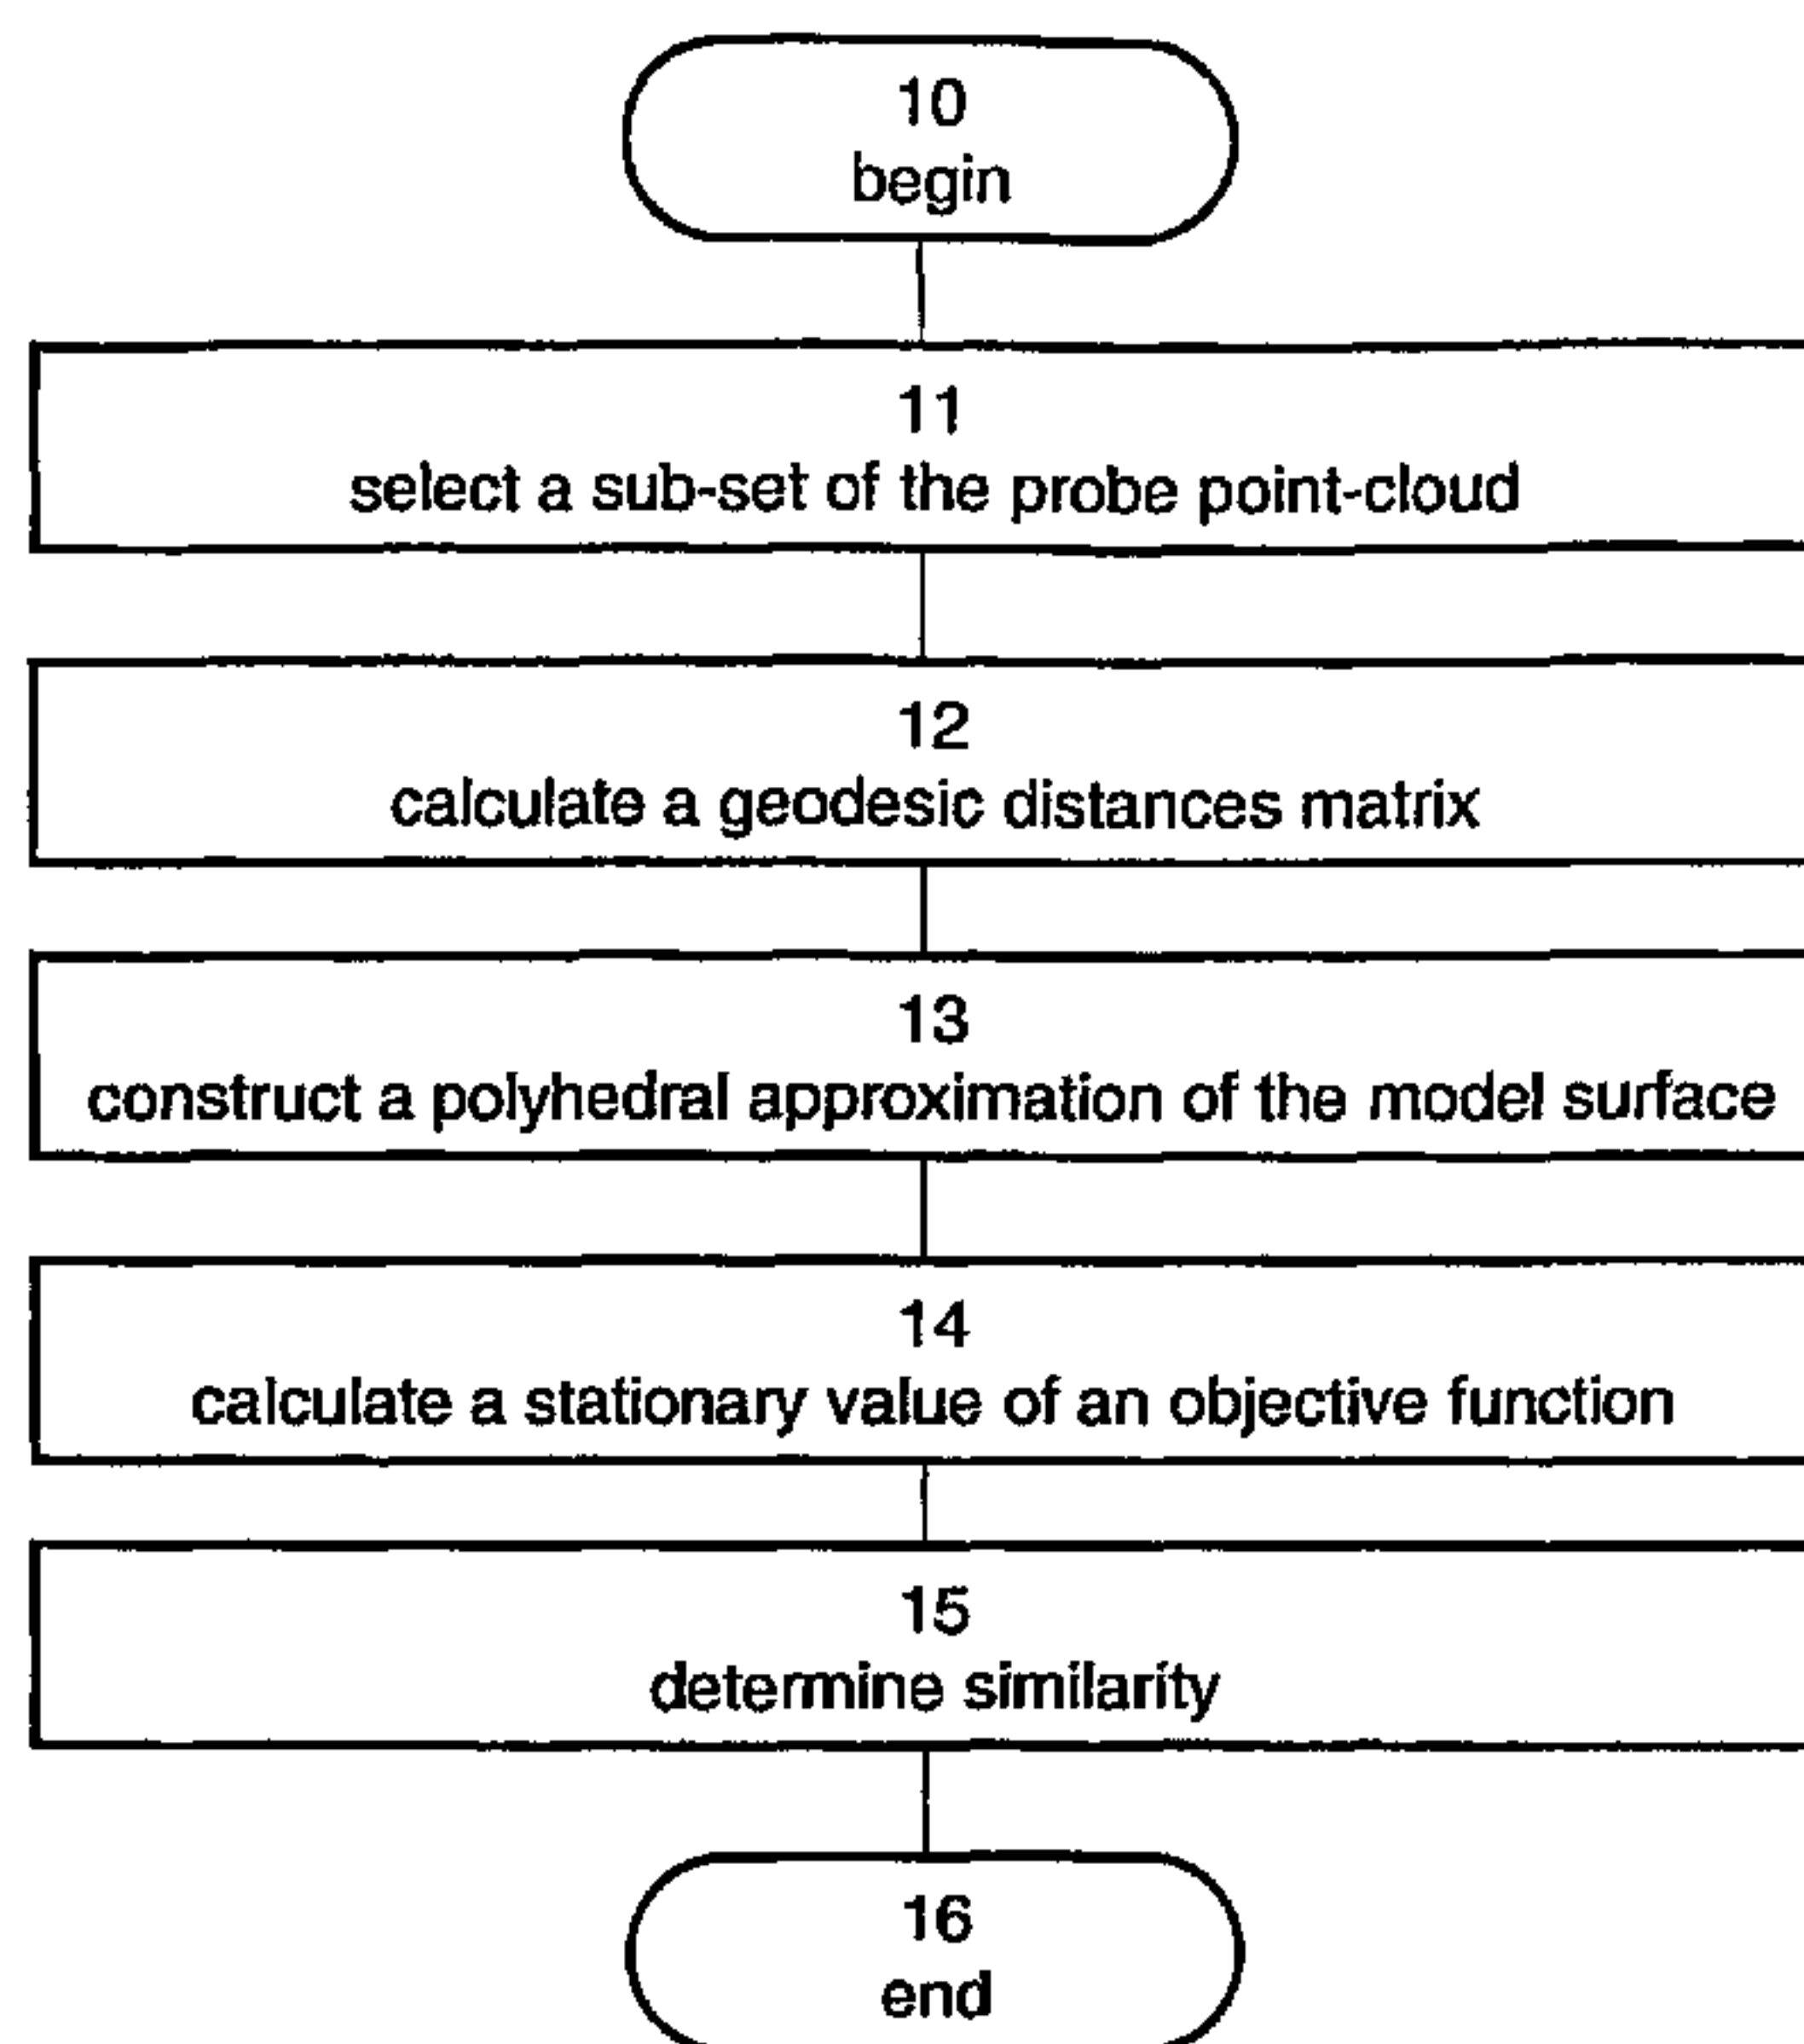 10
begin
11
select a sub-set of the probe point-cloud
12
calculate a geodesic distances matrix
13
construct a polyhedral approximation of the model surface
14
calculate a stationary value of an objective function
15
determine similarity
16
end